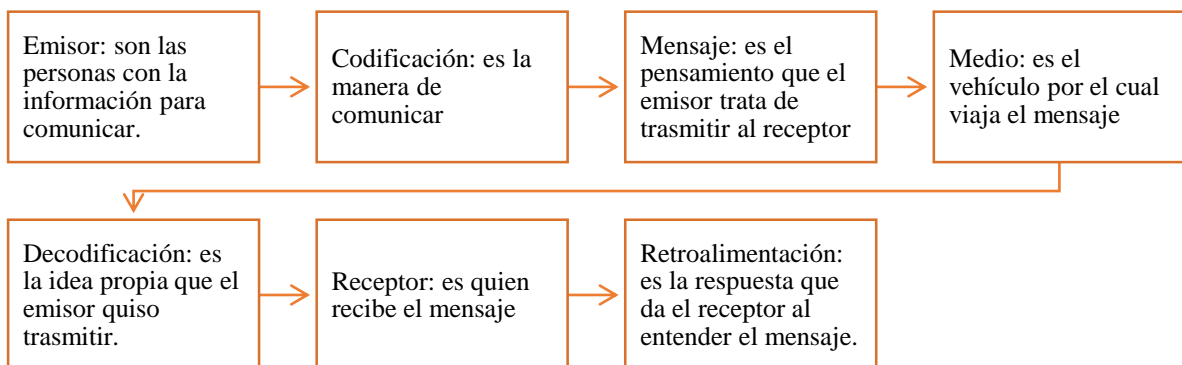 Emisor: son las
personas con la
información para
comunicar.
Codificación: es la
manera de
comunicar
Mensaje: es el
pensamiento que el
emisor trata de
trasmitir al receptor
Medio: es el
vehículo por el cual
viaja el mensaje
Decodificación: es
la idea propia que el
emisor quiso
trasmitir.
Receptor: es quien
recibe el mensaje
Retroalimentación:
es la respuesta que
da el receptor al
entender el mensaje.